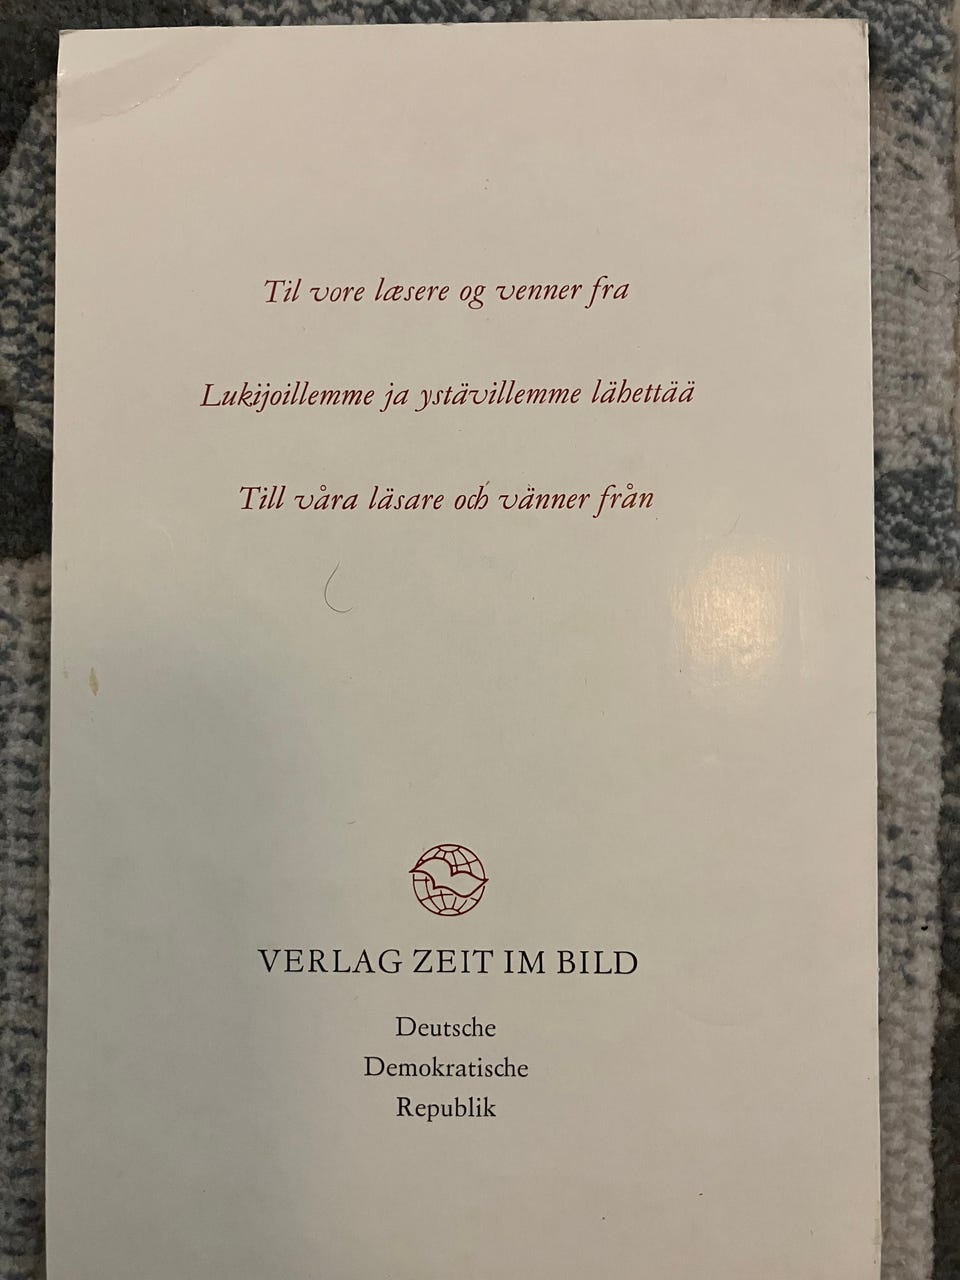 Til vore læsere og venner fra
Lukijoillemme ja ystävillemme lähettää
Till våra läsare och vänner från
VERLAG ZEIT IM BILD
Deutsche
Demokratische
Republik